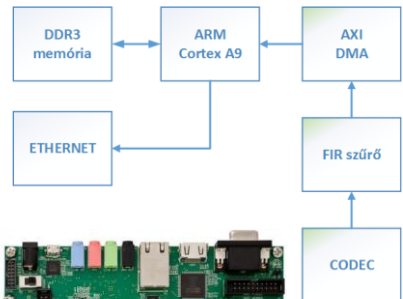 DDR3
memória
ARM
Cortex A9
AXI
DMA
ETHERNET
FIR szűrő
CODEC